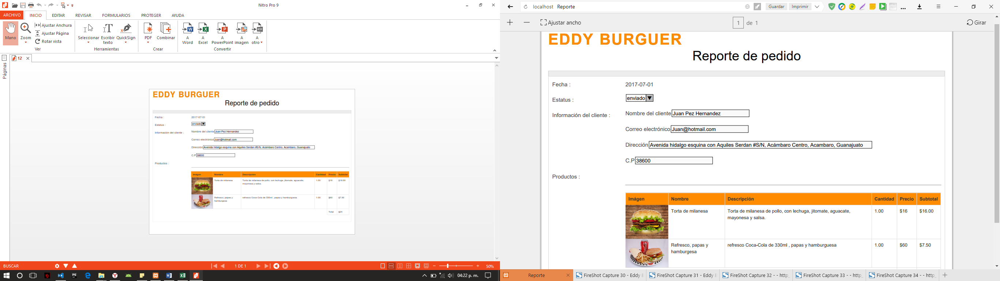 Nitro Pro 9
ARCHIVO INICIO EDITAR REVISAR FORMULARIOS PROTEGER AYUDA
Mano
Zoom
Ajustar Anchura
Ajustar Página
Rotar vista
Ver
Seleccionar
Escribir texto
QuickSign
Herramientas
PDF
Combinar
Crear
A Word
A Excel
A PowerPoint
A imagen
A otro
Convertir
12
Páginas
EDDY BURGUER
Reporte de pedido
Fecha : 2017-07-01
Estatus : enviado
Información del cliente : Nombre del cliente Juan Pez Hernandez
Correo electrónico Juan@hotmail.com
Dirección Avenida hidalgo esquina con Aquiles Serdan #S/N, Acámbaro Centro, Acambaro, Guanajuato
C.P 38600
Productos :
Imágen Nombre Descripción Cantidad Precio Subtotal
Torta de milanesa Torta de milanesa de pollo, con lechuga, jitomate, aguacate, 1.00 $16 $16.00
mayonesa y salsa.
Refresco, papas y refresco Coca-Cola de 330ml , papas y hamburguesa 1.00 $60 $7.50
hamburgesa
Total $24
BUSCAR
1 DE 1
50%
04:22 p. m.
localhost Reporte
Guardar Imprimir
Ajustar ancho
1 de 1
Girar
EDDY BURGUER
Reporte de pedido
Fecha : 2017-07-01
Estatus : enviado
Información del cliente : Nombre del cliente Juan Pez Hernandez
Correo electrónico Juan@hotmail.com
Dirección Avenida hidalgo esquina con Aquiles Serdan #S/N, Acámbaro Centro, Acambaro, Guanajuato
C.P 38600
Productos :
Imágen Nombre Descripción Cantidad Precio Subtotal
Torta de milanesa Torta de milanesa de pollo, con lechuga, jitomate, aguacate, 1.00 $16 $16.00
mayonesa y salsa.
Refresco, papas y refresco Coca-Cola de 330ml , papas y hamburguesa 1.00 $60 $7.50
hamburgesa
Reporte
FireShot Capture 30 - Eddy B
FireShot Capture 31 - Eddy B
FireShot Capture 32 - - http_
FireShot Capture 33 - - http_
FireShot Capture 34 - - http_